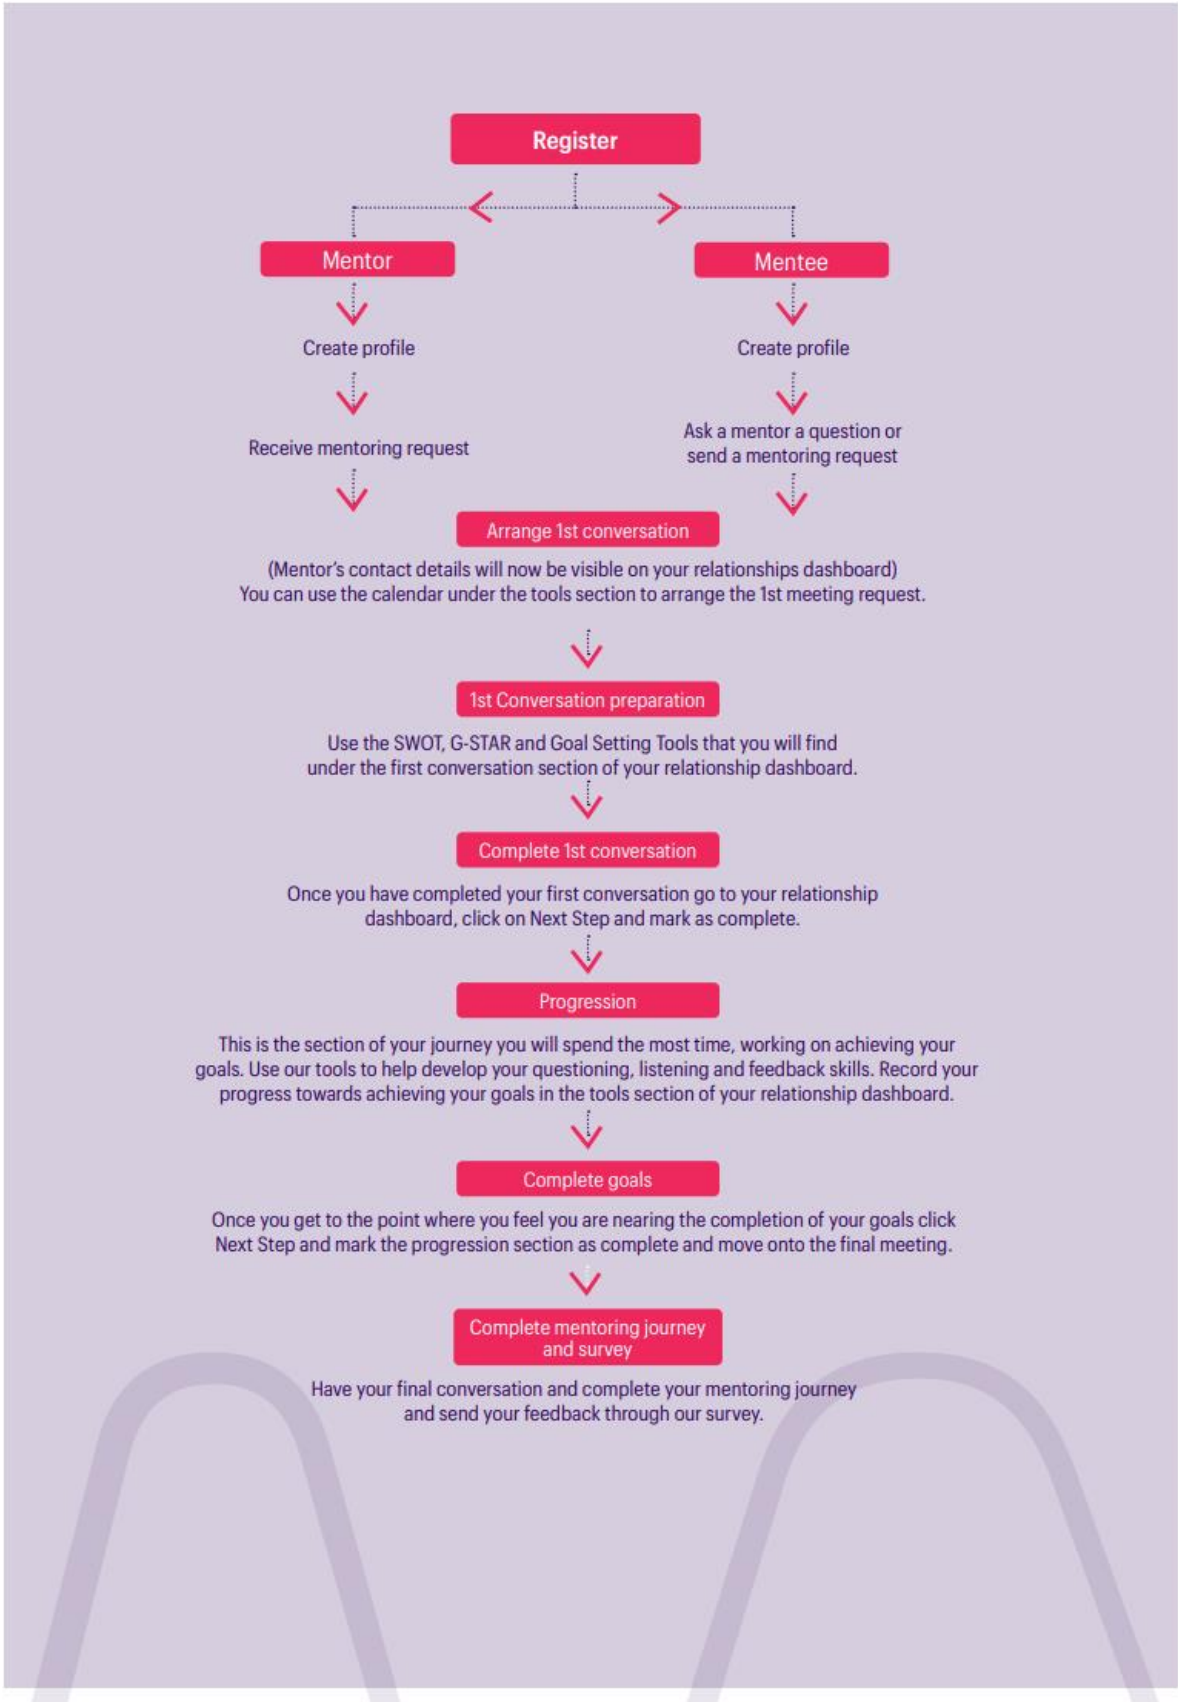 Register
Mentor
Mentee
Create profile
Create profile
Receive mentoring request
Ask a mentor a question or
send a mentoring request
Arrange 1st conversation
(Mentor’s contact details will now be visible on your relationships dashboard)
You can use the calendar under the tools section to arrange the 1st meeting request.
1st Conversation preparation
Use the SWOT, G-STAR and Goal Setting Tools that you will find
under the first conversation section of your relationship dashboard.
Complete 1st conversation
Once you have completed your first conversation go to your relationship
dashboard, click on Next Step and mark as complete.
Progression
This is the section of your journey you will spend the most time, working on achieving your
goals. Use our tools to help develop your questioning, listening and feedback skills. Record your
progress towards achieving your goals in the tools section of your relationship dashboard.
Complete goals
Once you get to the point where you feel you are nearing the completion of your goals click
Next Step and mark the progression section as complete and move onto the final meeting.
Complete mentoring journey
and survey
Have your final conversation and complete your mentoring journey
and send your feedback through our survey.